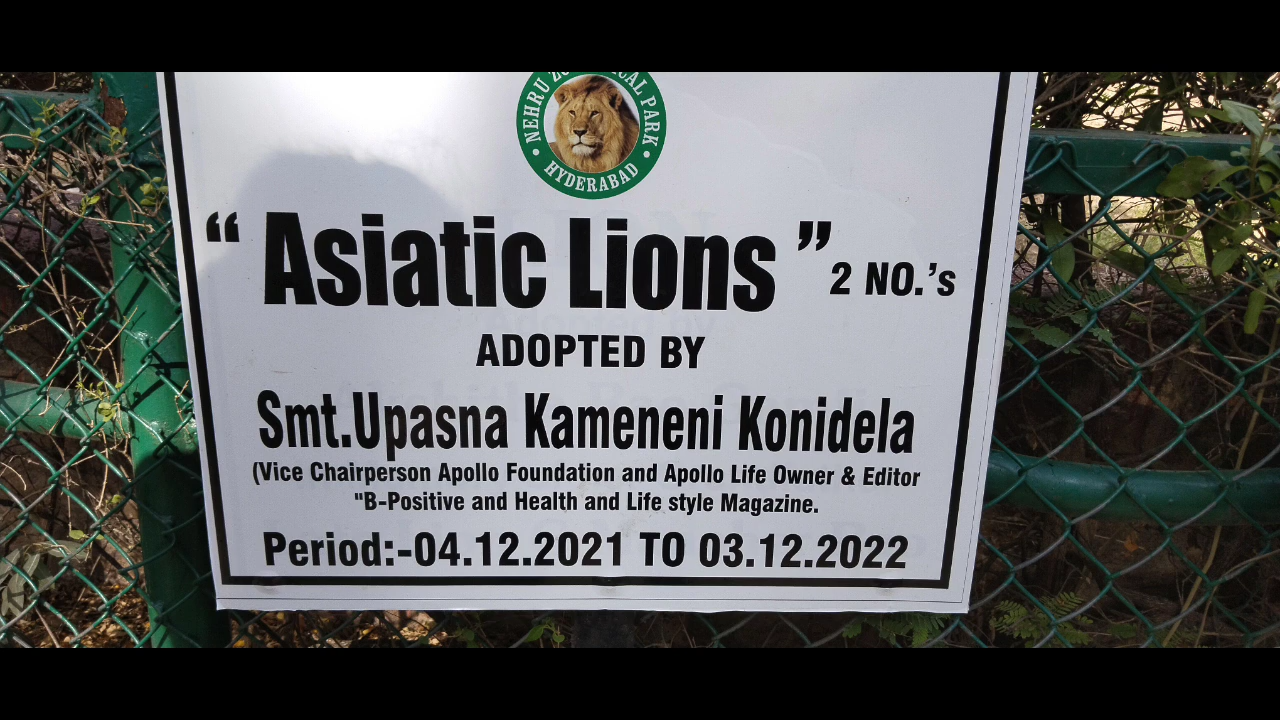 NEHRU ZOOLOGICAL PARK
HYDERABAD
“ Asiatic Lions ” 2 NO.’s
ADOPTED BY
Smt.Upasna Kameneni Konidela
(Vice Chairperson Apollo Foundation and Apollo Life Owner & Editor
"B-Positive and Health and Life style Magazine.
Period:-04.12.2021 TO 03.12.2022